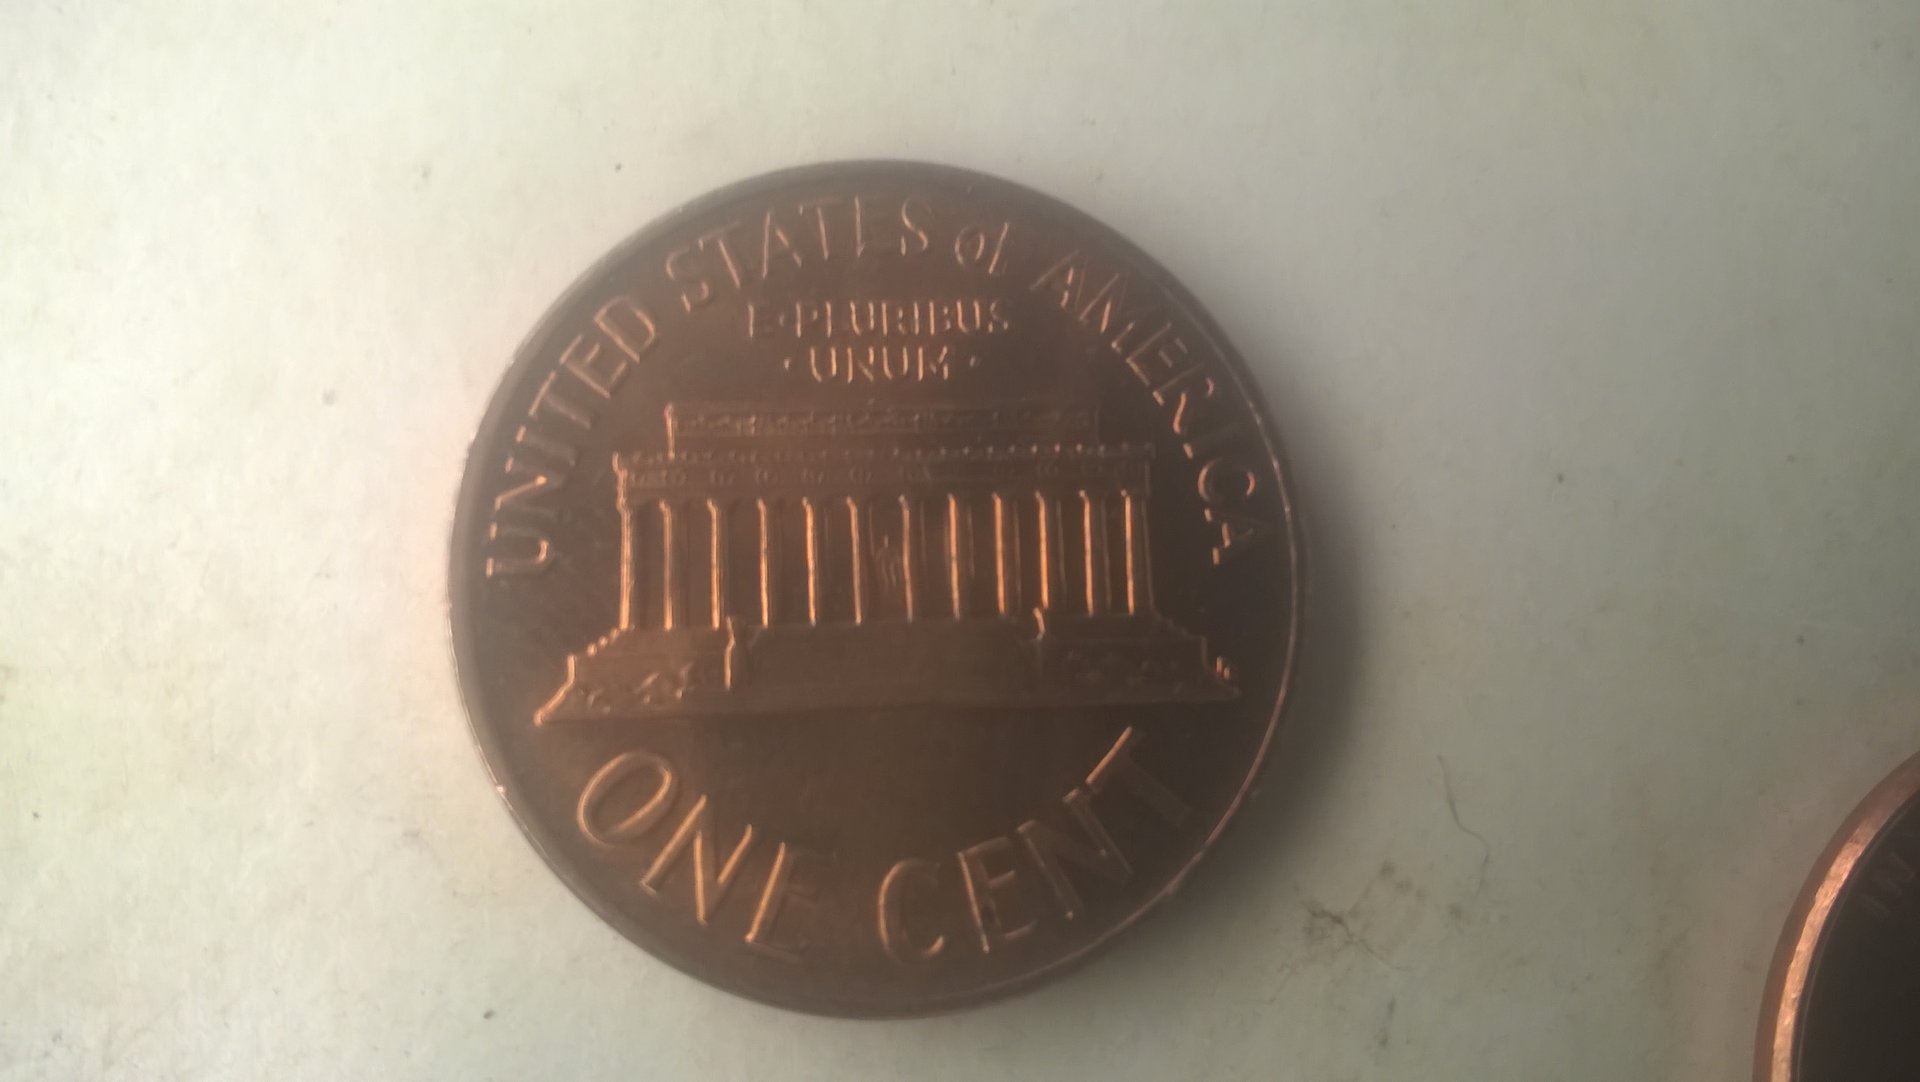 UNITED STATES of AMERICA
E·PLURIBUS
·UNUM·
ONE CENT